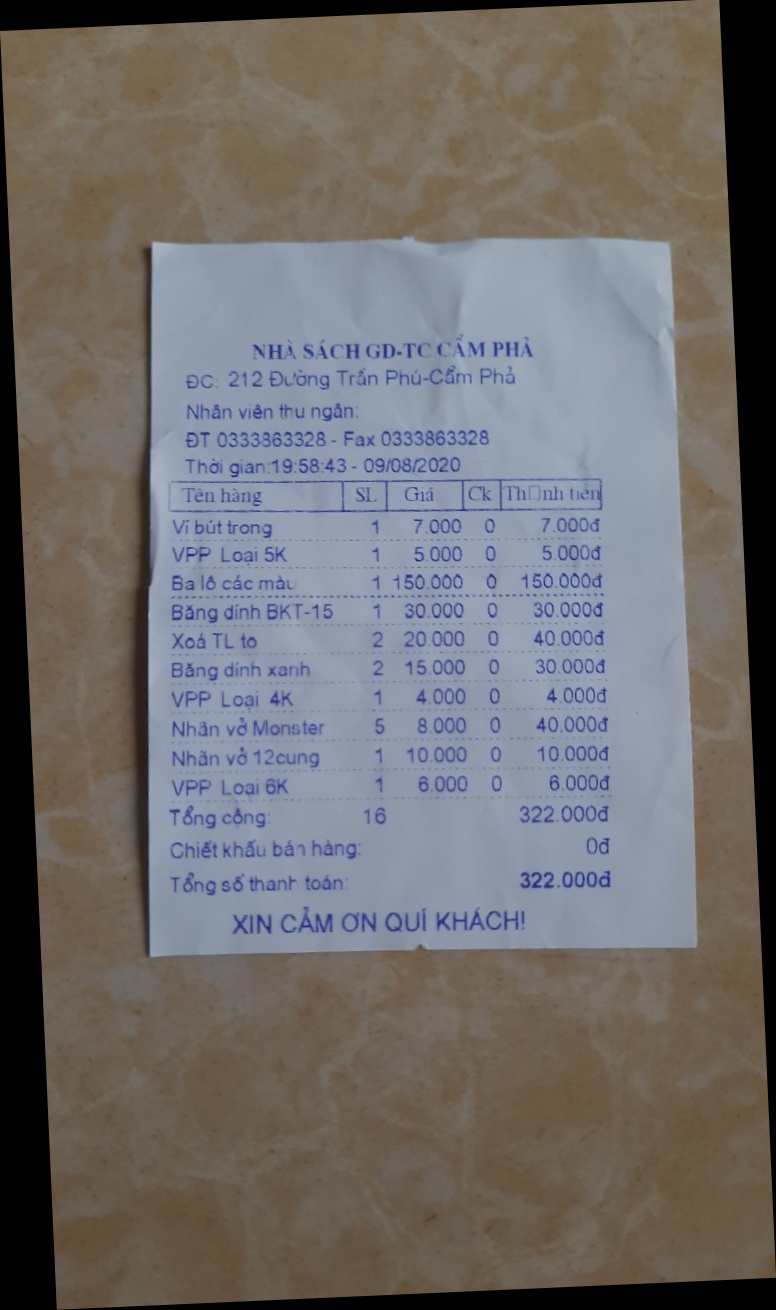 NHÀ SÁCH GD-TC CẨM PHẢ
ĐC: 212 Đường Trần Phú-Cẩm Phả
Nhân viên thu ngân:
ĐT 0333863328 - Fax 0333863328
Thời gian:19:58:43 - 09/08/2020
Tên hàng SL Giá Ck Th□nh tiền
Ví bút trong 1 7.000 0 7.000đ
VPP Loại 5K 1 5.000 0 5.000đ
Ba lô các màu 1 150.000 0 150.000đ
Băng dính BKT-15 1 30.000 0 30.000đ
Xoá TL to 2 20.000 0 40.000đ
Băng dính xanh 2 15.000 0 30.000đ
VPP Loại 4K 1 4.000 0 4.000đ
Nhãn vở Monster 5 8.000 0 40.000đ
Nhãn vở 12cung 1 10.000 0 10.000đ
VPP Loại 6K 1 6.000 0 6.000đ
Tổng cộng: 16 322.000đ
Chiết khấu bán hàng: 0đ
Tổng số thanh toán: 322.000đ
XIN CẢM ƠN QUÍ KHÁCH!